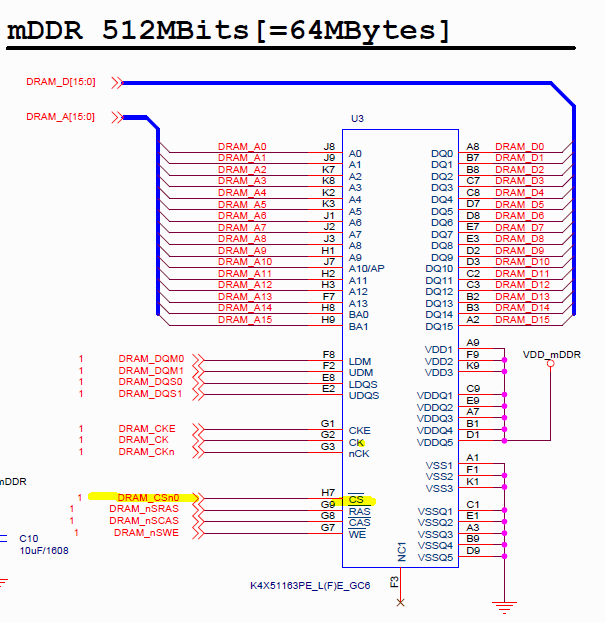 mDDR 512MBits[=64MBytes]
DRAM_D[15:0]
DRAM_A[15:0]
U3
DRAM_A0 J8 A0 DQ0 A8 DRAM_D0
DRAM_A1 J9 A1 DQ1 B7 DRAM_D1
DRAM_A2 K7 A2 DQ2 B8 DRAM_D2
DRAM_A3 K8 A3 DQ3 C7 DRAM_D3
DRAM_A4 K2 A4 DQ4 C8 DRAM_D4
DRAM_A5 K3 A5 DQ5 D7 DRAM_D5
DRAM_A6 J1 A6 DQ6 D8 DRAM_D6
DRAM_A7 J2 A7 DQ7 E7 DRAM_D7
DRAM_A8 J3 A8 DQ8 E3 DRAM_D8
DRAM_A9 H1 A9 DQ9 D2 DRAM_D9
DRAM_A10 J7 A10/AP DQ10 D3 DRAM_D10
DRAM_A11 H2 A11 DQ11 C2 DRAM_D11
DRAM_A12 H3 A12 DQ12 C3 DRAM_D12
DRAM_A13 F7 A13 DQ13 B2 DRAM_D13
DRAM_A14 H8 BA0 DQ14 B3 DRAM_D14
DRAM_A15 H9 BA1 DQ15 A2 DRAM_D15
VDD1 A9
1 DRAM_DQM0 F8 LDM VDD2 F9 VDD_mDDR
1 DRAM_DQM1 F2 UDM VDD3 K9
1 DRAM_DQS0 E8 LDQS
1 DRAM_DQS1 E2 UDQS VDDQ1 C9
VDDQ2 E9
VDDQ3 A7
1 DRAM_CKE G1 CKE VDDQ4 B1
1 DRAM_CK G2 CK VDDQ5 D1
1 DRAM_CKn G3 nCK
VSS1 A1
VSS2 F1
mDDR VSS3 K1
1 DRAM_CSn0 H7 CS
1 DRAM_nSRAS G9 RAS VSSQ1 C1
1 DRAM_nSCAS G8 CAS VSSQ2 E1
1 DRAM_nSWE G7 WE VSSQ3 A3
C10 VSSQ4 B9
10uF/1608 NC1 VSSQ5 D9
K4X51163PE_L(F)E_GC6 F3